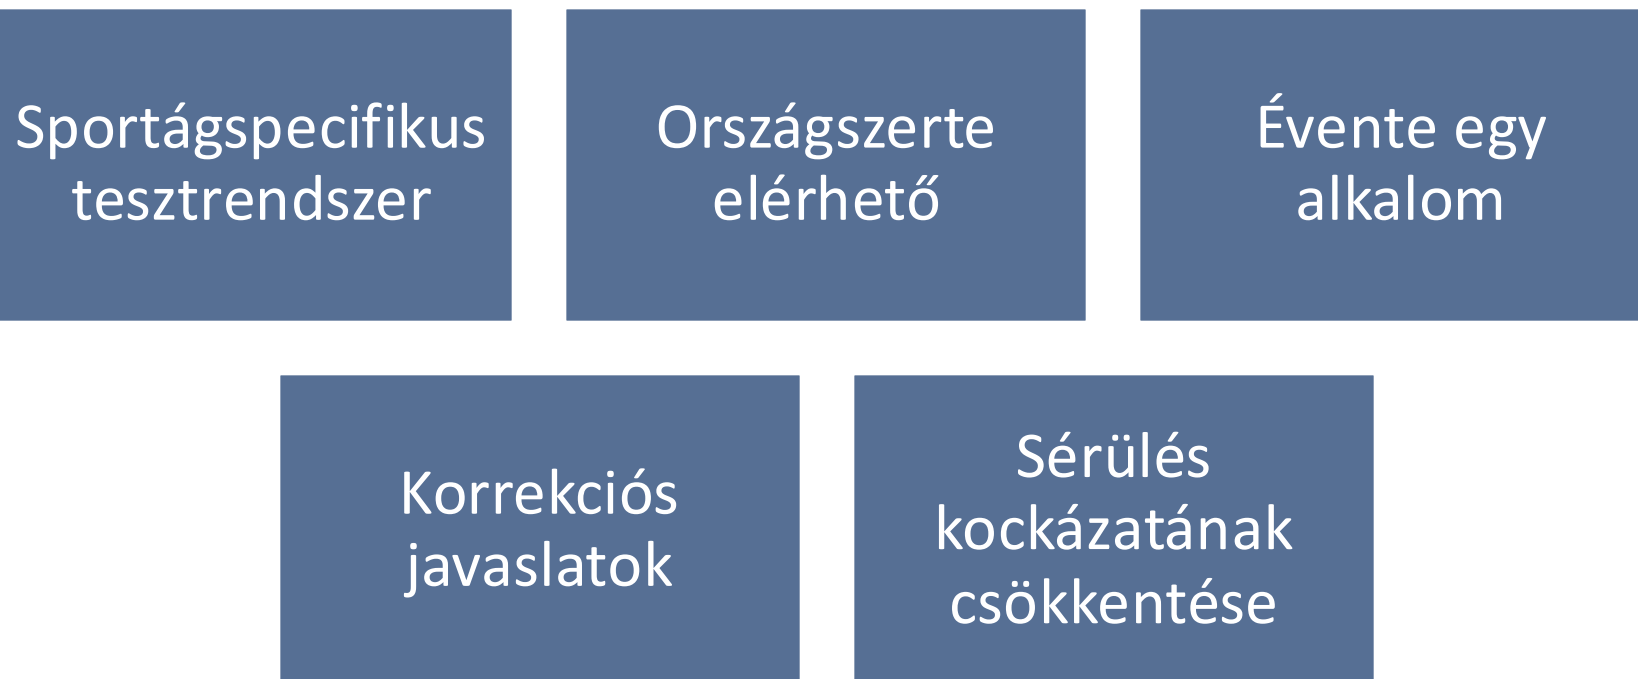 Sportágspecifikus
tesztrendszer
Országszerte
elérhető
Évente egy
alkalom
Korrekciós
javaslatok
Sérülés
kockázatának
csökkentése